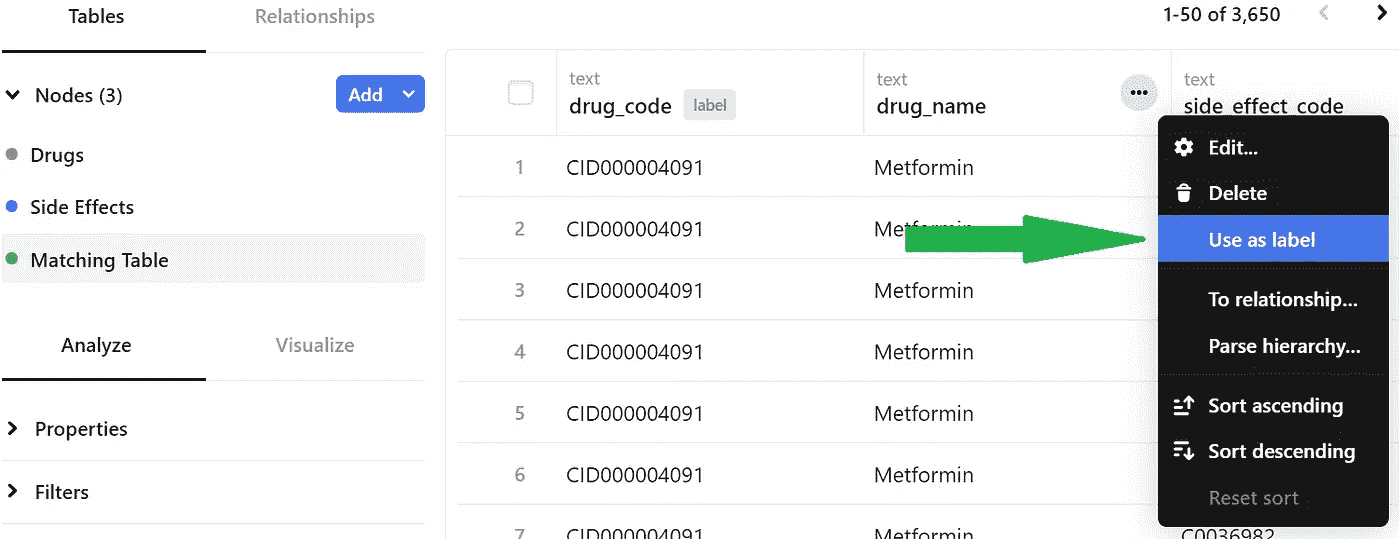 Tables Relationships
1-50 of 3,650
Nodes (3) Add
Drugs
Side Effects
Matching Table
Analyze Visualize
Properties
Filters
text text text
drug_code label drug_name side_effect_code
1 CID000004091 Metformin
2 CID000004091
3 CID000004091 Metformin
4 CID000004091 Metformin
5 CID000004091 Metformin
6 CID000004091 Metformin
7 CID000004091 Metformin C0036982
Edit...
Delete
Use as label
To relationship...
Parse hierarchy...
Sort ascending
Sort descending
Reset sort